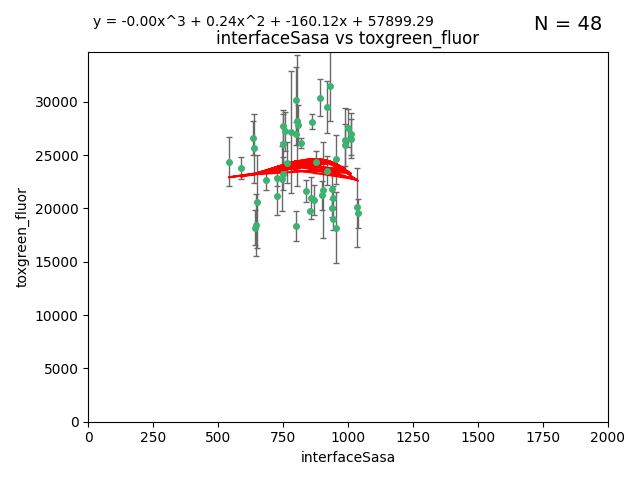 y = -0.00x^3 + 0.24x^2 + -160.12x + 57899.29
N = 48
interfaceSasa vs toxgreen_fluor
30000
25000
20000
15000
10000
5000
0
toxgreen_fluor
0 250 500 750 1000 1250 1500 1750 2000
interfaceSasa